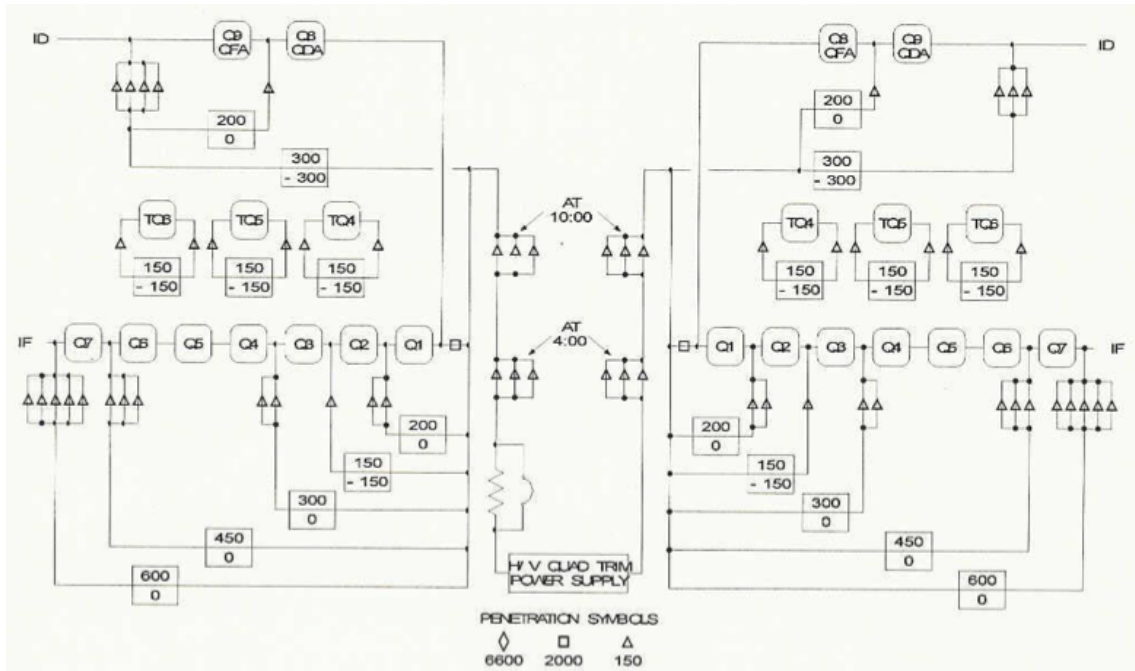 ID
Q9
QFA
Q8
QDA
Q8
QFA
Q9
QDA
ID
200
0
200
0
300
- 300
300
- 300
AT
10:00
TQ6
TQ5
TQ4
TQ4
TQ5
TQ6
150
- 150
150
- 150
150
- 150
150
- 150
150
- 150
150
- 150
AT
4:00
IF
Q7
Q6
Q5
Q4
Q3
Q2
Q1
Q1
Q2
Q3
Q4
Q5
Q6
Q7
IF
200
0
200
0
150
- 150
150
- 150
300
0
300
0
450
0
450
0
600
0
600
0
H/V QUAD TRIM
POWER SUPPLY
PENETRATION SYMBOLS
6600 2000 150